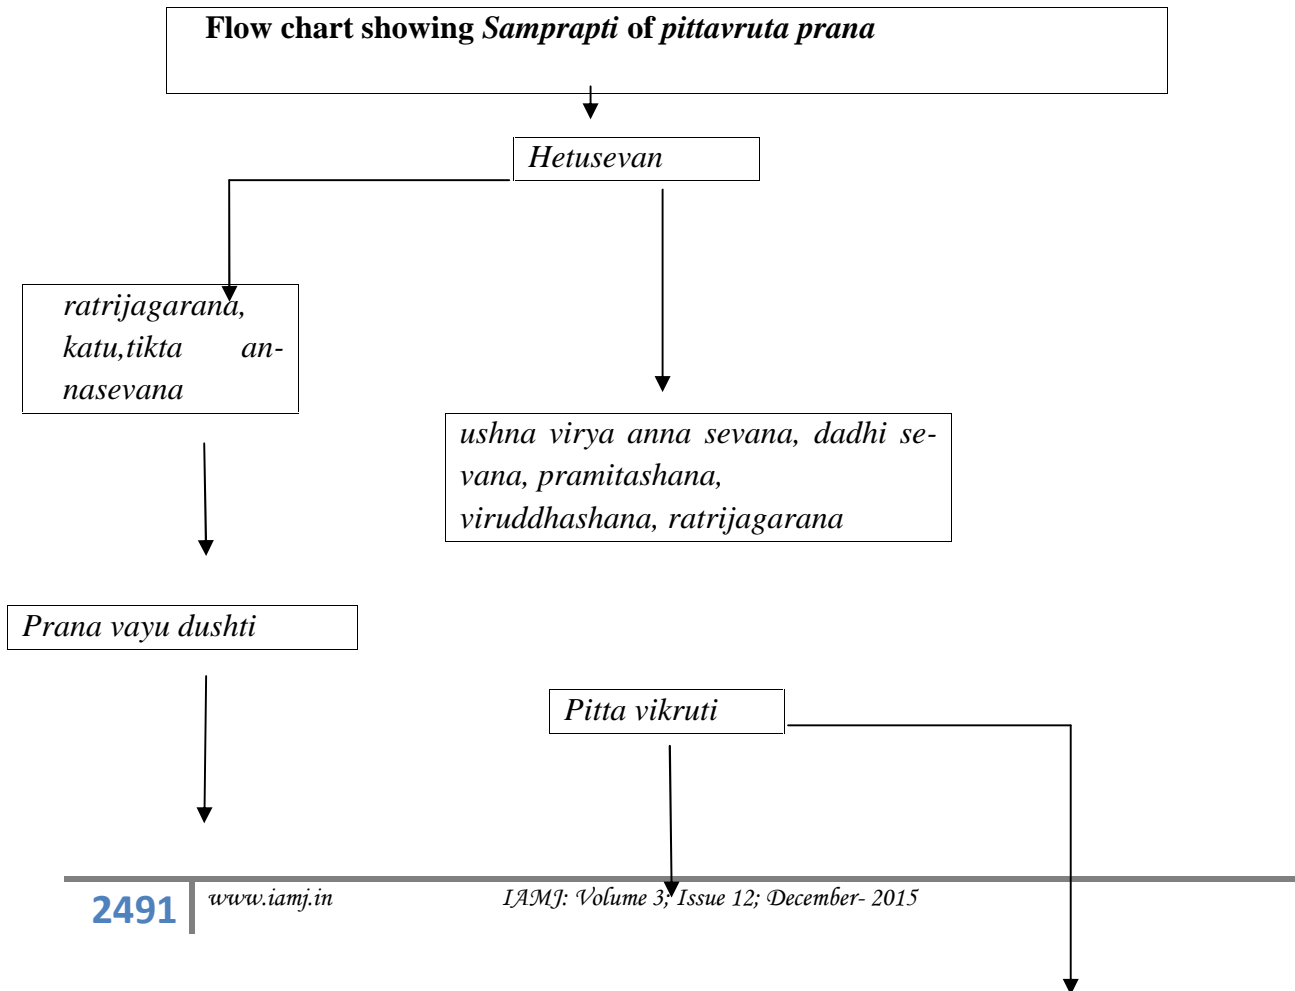 Flow chart showing Samprapti of pittavruta prana
Hetusevan
ratrijagarana,
katu,tikta an-
nasevana
ushna virya anna sevana, dadhi se-
vana, pramitashana,
viruddhashana, ratrijagarana
Prana vayu dushti
Pitta vikruti
2491 www.iamj.in IAMJ: Volume 3; Issue 12; December- 2015